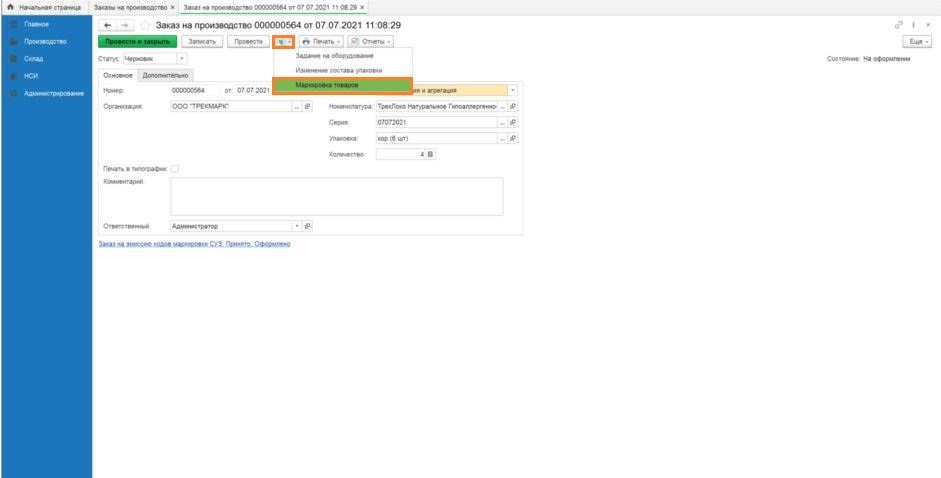 Начальная страница
Заказы на производство ×
Заказ на производство 000000564 от 07.07.2021 11:08:29 ×
Главное
Производство
Склад
НСИ
Администрирование
Заказ на производство 000000564 от 07.07.2021 11:08:29
Провести и закрыть
Записать
Провести
Печать
Отчеты
Еще
Статус: Черновик
Состояние: На оформлении
Задание на оборудование
Изменение состава упаковки
Маркировка товаров
Основное
Дополнительно
Номер: 000000564 от: 07.07.2021
и агрегация
Организация: ООО "ТРЕКМАРК"
Номенклатура: ТрекЛоко Натуральное Гипоаллергенно
Серия: 07072021
Упаковка: кор (6 шт)
Количество: 4
Печать в типографии:
Комментарий:
Ответственный: Администратор
Заказ на эмиссию кодов маркировки СУЗ: Принято, Оформлено